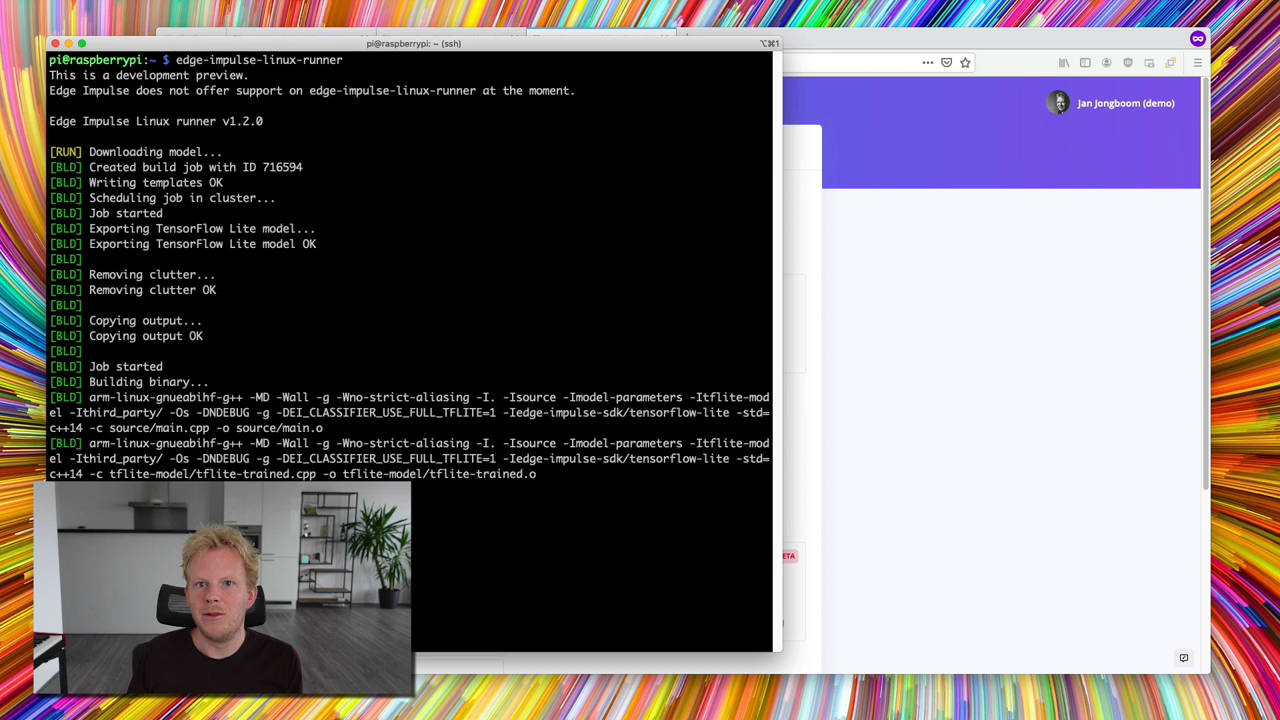 pi@raspberrypi: ~ (ssh)
⌥⌘1
pi@raspberrypi:~ $ edge-impulse-linux-runner
This is a development preview.
Edge Impulse does not offer support on edge-impulse-linux-runner at the moment.
Edge Impulse Linux runner v1.2.0
[RUN] Downloading model...
[BLD] Created build job with ID 716594
[BLD] Writing templates OK
[BLD] Scheduling job in cluster...
[BLD] Job started
[BLD] Exporting TensorFlow Lite model...
[BLD] Exporting TensorFlow Lite model OK
[BLD]
[BLD] Removing clutter...
[BLD] Removing clutter OK
[BLD]
[BLD] Copying output...
[BLD] Copying output OK
[BLD]
[BLD] Job started
[BLD] Building binary...
[BLD] arm-linux-gnueabihf-g++ -MD -Wall -g -Wno-strict-aliasing -I. -Isource -Imodel-parameters -Itflite-mod
el -Ithird_party/ -Os -DNDEBUG -g -DEI_CLASSIFIER_USE_FULL_TFLITE=1 -Iedge-impulse-sdk/tensorflow-lite -std=
c++14 -c source/main.cpp -o source/main.o
[BLD] arm-linux-gnueabihf-g++ -MD -Wall -g -Wno-strict-aliasing -I. -Isource -Imodel-parameters -Itflite-mod
el -Ithird_party/ -Os -DNDEBUG -g -DEI_CLASSIFIER_USE_FULL_TFLITE=1 -Iedge-impulse-sdk/tensorflow-lite -std=
c++14 -c tflite-model/tflite-trained.cpp -o tflite-model/tflite-trained.o
Jan Jongboom (demo)